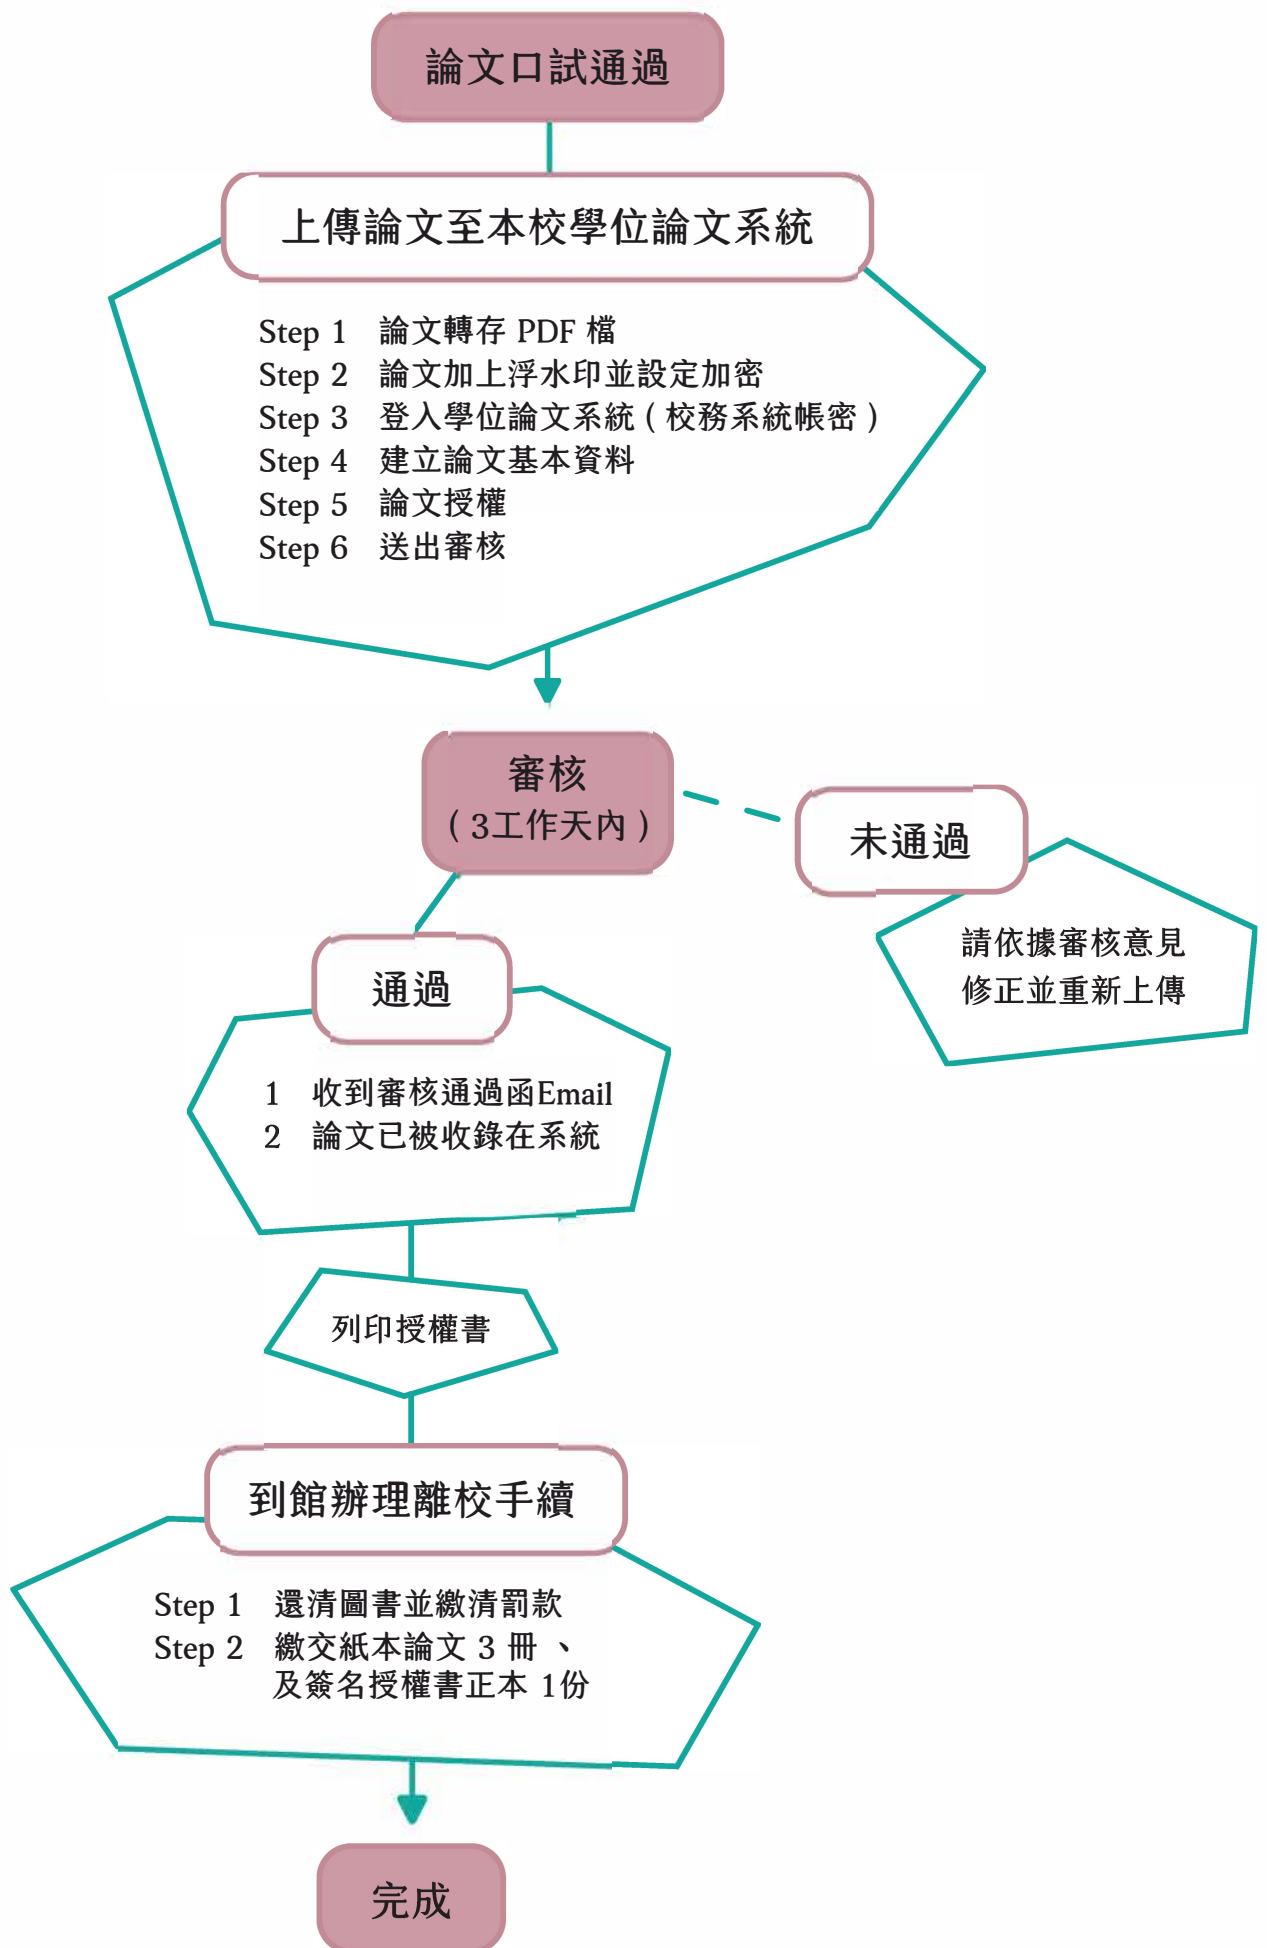 論文口試通過
上傳論文至本校學位論文系統
Step 1 論文轉存 PDF 檔
Step 2 論文加上浮水印並設定加密
Step 3 登入學位論文系統(校務系統帳密)
Step 4 建立論文基本資料
Step 5 論文授權
Step 6 送出審核
審核
(3工作天內)
未通過
請依據審核意見
修正並重新上傳
通過
1 收到審核通過函Email
2 論文已被收錄在系統
列印授權書
到館辦理離校手續
Step 1 還清圖書並繳清罰款
Step 2 繳交紙本論文 3 冊、
及簽名授權書正本 1份
完成